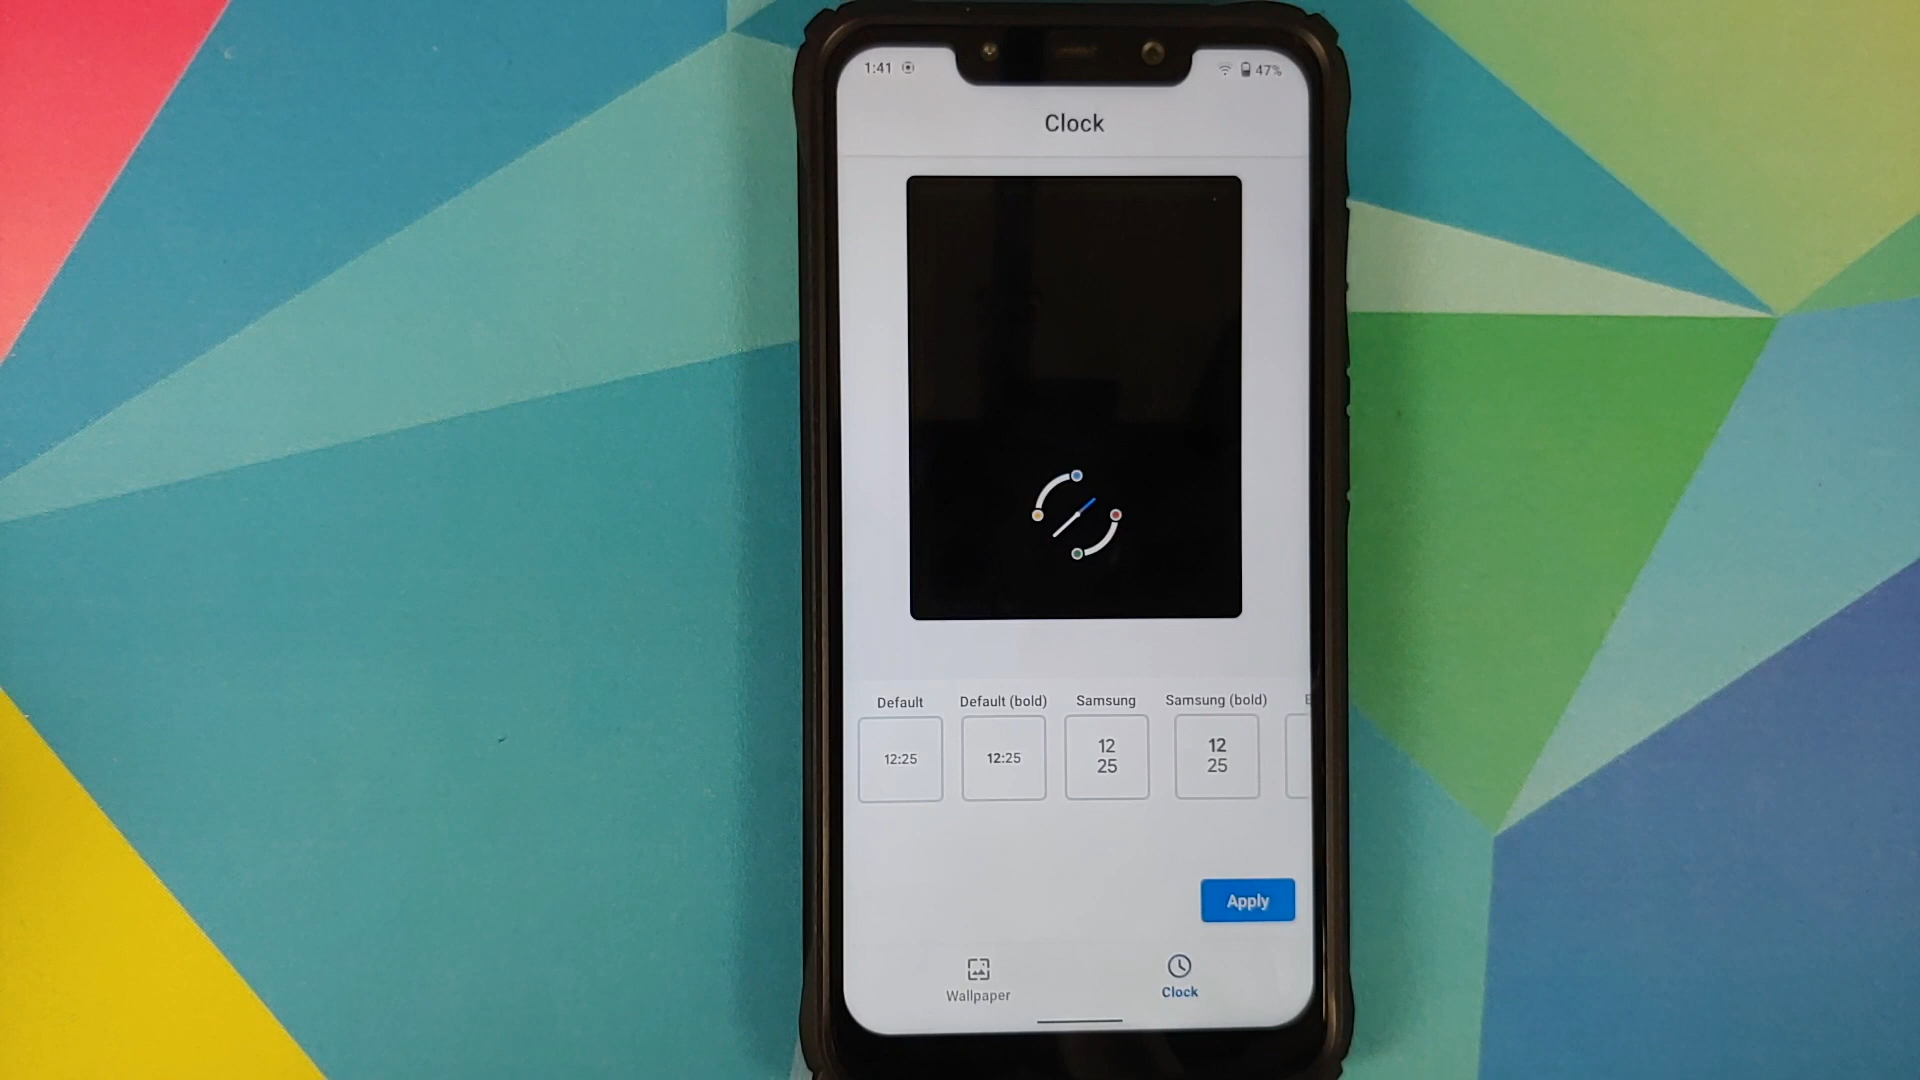 1:41
47%
Clock
Default
Default (bold)
Samsung
Samsung (bold)
12:25
12:25
12
25
12
25
Apply
Wallpaper
Clock